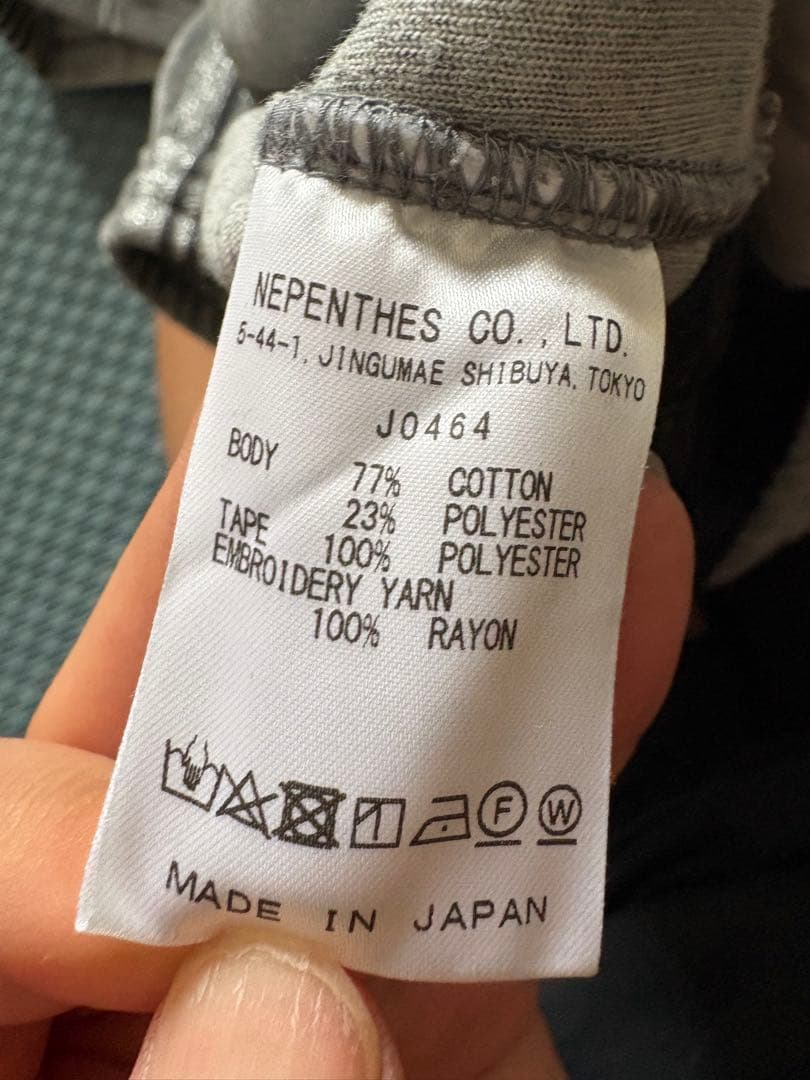 NEPENTHES CO., LTD.
5-44-1, JINGUMAE SHIBUYA, TOKYO
J0464
BODY
77% COTTON
23% POLYESTER
TAPE
100% POLYESTER
EMBROIDERY YARN
100% RAYON
F W
MADE IN JAPAN